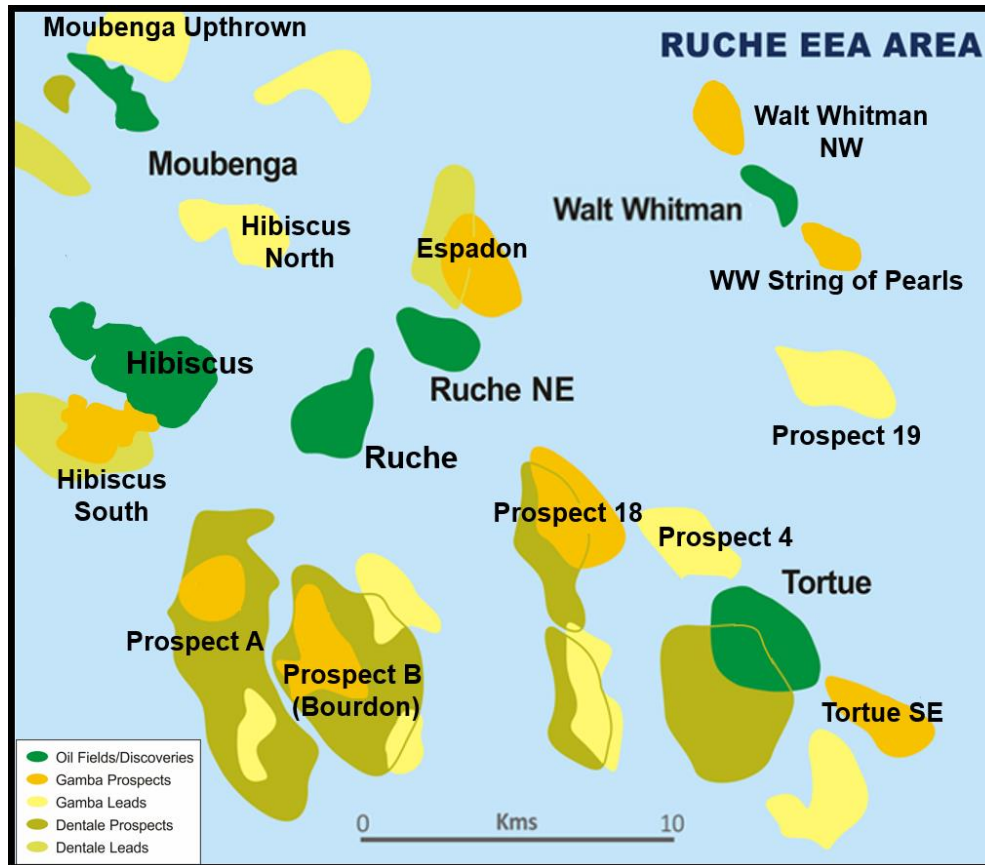 Moubenga Upthrown
RUCHE EEA AREA
Walt Whitman
NW
Moubenga
Walt Whitman
Hibiscus
North
Espadon
WW String of Pearls
Hibiscus
Ruche NE
Prospect 19
Ruche
Hibiscus
South
Prospect 18
Prospect 4
Tortue
Prospect A
Prospect B
(Bourdon)
Tortue SE
Oil Fields/Discoveries
Gamba Prospects
Gamba Leads
Dentale Prospects
Dentale Leads
0 Kms 10